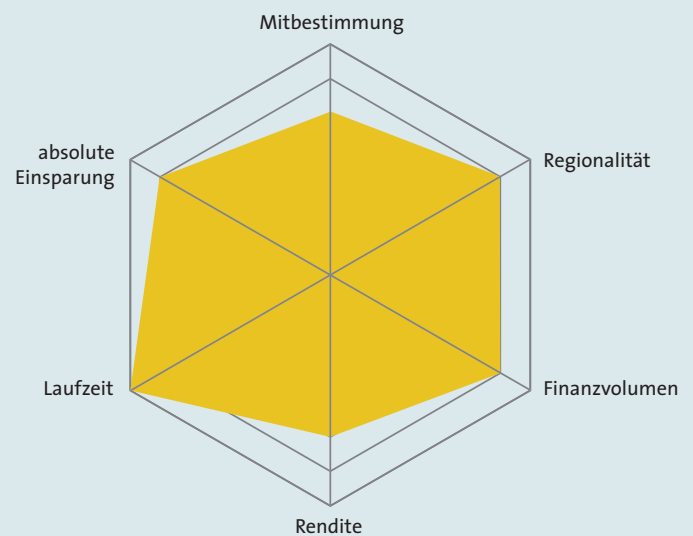 Mitbestimmung
absolute
Einsparung
Regionalität
Laufzeit
Finanzvolumen
Rendite